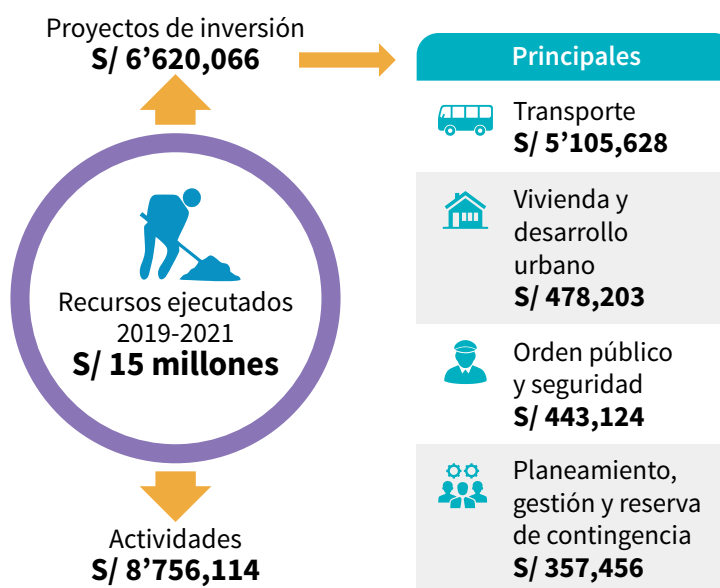 Proyectos de inversión
S/ 6’620,066
Recursos ejecutados
2019-2021
S/ 15 millones
Actividades
S/ 8’756,114
Principales
Transporte
S/ 5’105,628
Vivienda y
desarrollo
urbano
S/ 478,203
Orden público
y seguridad
S/ 443,124
Planeamiento,
gestión y reserva
de contingencia
S/ 357,456